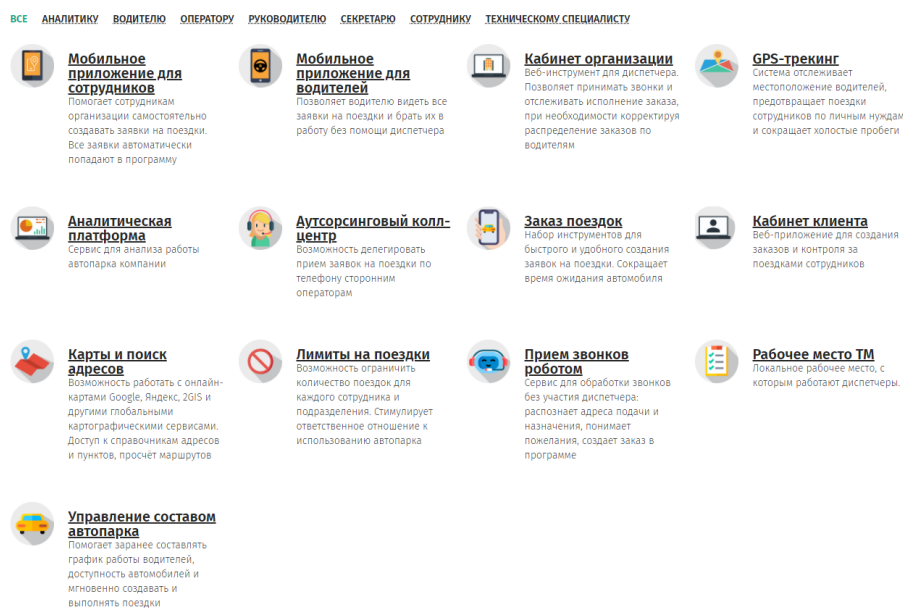 ВСЕ АНАЛИТИКУ ВОДИТЕЛЮ ОПЕРАТОРУ РУКОВОДИТЕЛЮ СЕКРЕТАРЮ СОТРУДНИКУ ТЕХНИЧЕСКОМУ СПЕЦИАЛИСТУ
Мобильное
приложение для
сотрудников
Помогает сотрудникам
организации самостоятельно
создавать заявки на поездки.
Все заявки автоматически
попадают в программу
Мобильное
приложение для
водителей
Позволяет водителю видеть все
заявки на поездки и брать их в
работу без помощи диспетчера
Кабинет организации
Веб-инструмент для диспетчера.
Позволяет принимать звонки и
отслеживать исполнение заказа,
при необходимости корректируя
распределение заказов по
водителям
GPS-трекинг
Система отслеживает
местоположение водителей,
предотвращает поездки
сотрудников по личным нуждам
и сокращает холостые пробеги
Аналитическая
платформа
Сервис для анализа работы
автопарка компании
Аутсорсинговый колл-
центр
Возможность делегировать
прием заявок на поездки по
телефону сторонним
операторам
Заказ поездок
Набор инструментов для
быстрого и удобного создания
заявок на поездки. Сокращает
время ожидания автомобиля
Кабинет клиента
Веб-приложение для создания
заказов и контроля за
поездками сотрудников
Карты и поиск
адресов
Возможность работать с онлайн-
картами Google, Яндекс, 2GIS и
другими глобальными
картографическими сервисами.
Доступ к справочникам адресов
и пунктов, просчёт маршрутов
Лимиты на поездки
Возможность ограничить
количество поездок для
каждого сотрудника и
подразделения. Стимулирует
ответственное отношение к
использованию автопарка
Прием звонков
роботом
Сервис для обработки звонков
без участия диспетчера:
распознает адреса подачи и
назначения, понимает
пожелания, создает заказ в
программе
Рабочее место ТМ
Локальное рабочее место, с
которым работают диспетчеры.
Управление составом
автопарка
Помогает заранее составлять
график работы водителей,
доступность автомобилей и
мгновенно создавать и
выполнять поездки